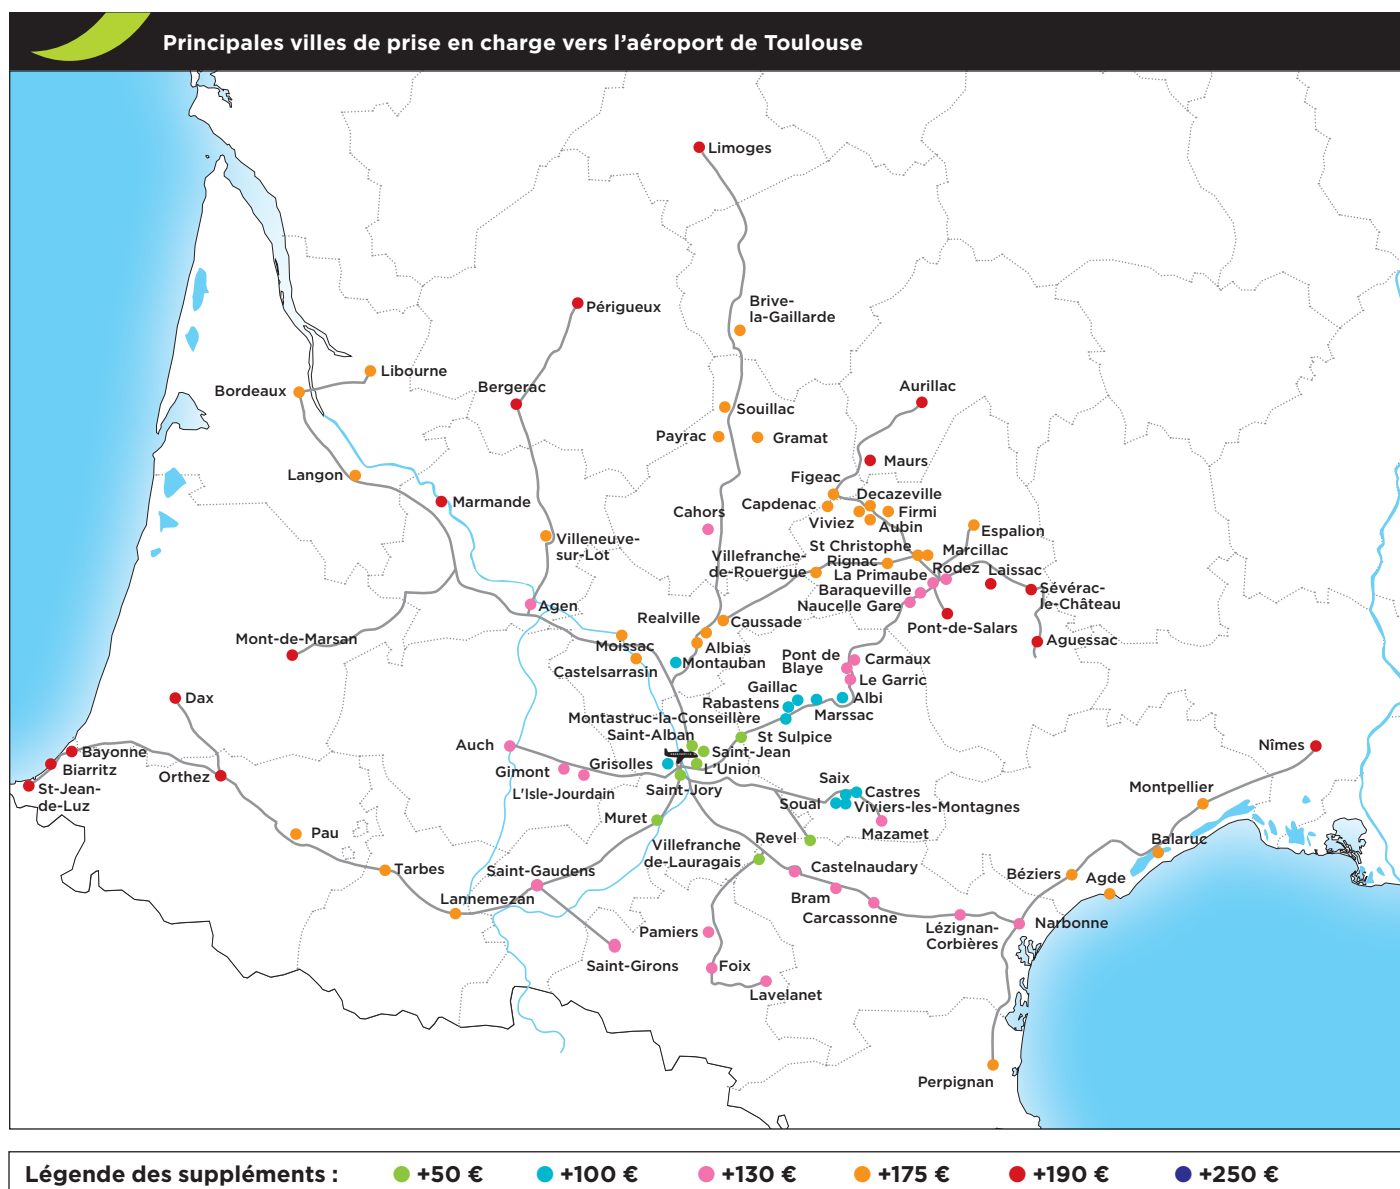 Principales villes de prise en charge vers l'aéroport de Toulouse
Limoges
Périgueux
Brive-
la-Gaillarde
Libourne
Bordeaux
Bergerac
Aurillac
Souillac
Payrac
Gramat
Maurs
Langon
Marmande
Figeac
Decazeville
Capdenac
Firmi
Viviez
Aubin
Cahors
Espalion
Villeneuve-
sur-Lot
St Christophe
Marcillac
Villefranche-
de-Rouergue
Rignac
Rodez
Laissac
La Primaube
Baraqueville
Sévérac-
le-Château
Naucelle Gare
Agen
Realville
Caussade
Pont-de-Salars
Aguessac
Mont-de-Marsan
Moissac
Albias
Montauban
Castelsarrasin
Pont de
Blaye
Carmaux
Le Garric
Gaillac
Rabastens
Albi
Marssac
Dax
Montastruc-la-Conseillère
Saint-Alban
St Sulpice
Auch
Bayonne
Saint-Jean
Nîmes
Biarritz
Grisolles
L'Union
Gimont
Orthez
St-Jean-
de-Luz
L'Isle-Jourdain
Saint-Jory
Saix
Castres
Soual
Viviers-les-Montagnes
Montpellier
Muret
Mazamet
Pau
Revel
Balaruc
Villefranche
de-Lauragais
Tarbes
Saint-Gaudens
Castelnaudary
Béziers
Agde
Lannemezan
Bram
Carcassonne
Lézignan-
Corbières
Narbonne
Pamiers
Saint-Girons
Foix
Lavelanet
Perpignan
Légende des suppléments :
+50 €
+100 €
+130 €
+175 €
+190 €
+250 €